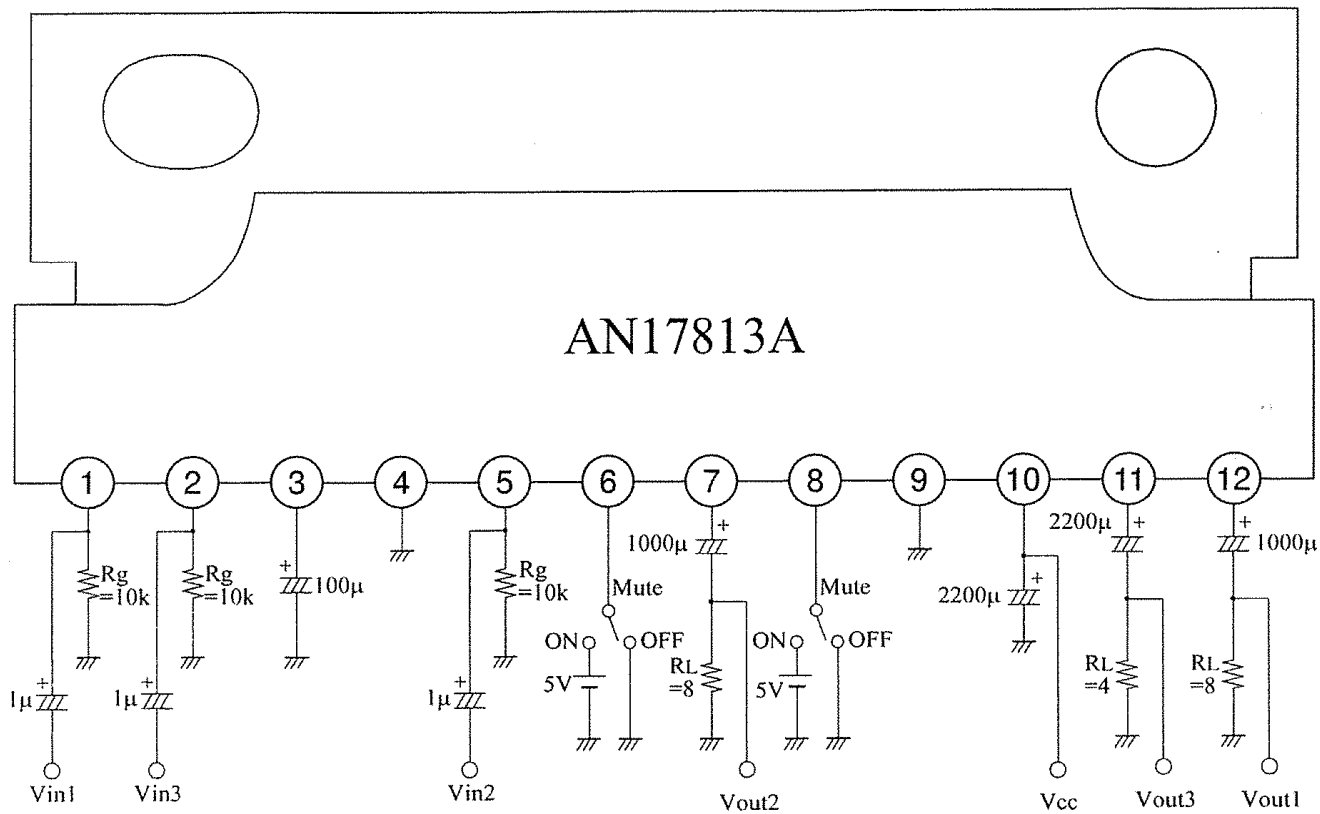 AN17813A
1 2 3 4 5 6 7 8 9 10 11 12
+ 2200μ +
1000μ 1000μ
Rg
=10k
Rg
=10k
+
100μ
Rg
=10k
Mute
ON OFF
5V
RL
=8
Mute
ON OFF
5V
+
2200μ
RL
=4
RL
=8
+
1μ
+
1μ
+
1μ
Vin1 Vin3 Vin2 Vout2 Vcc Vout3 Vout1